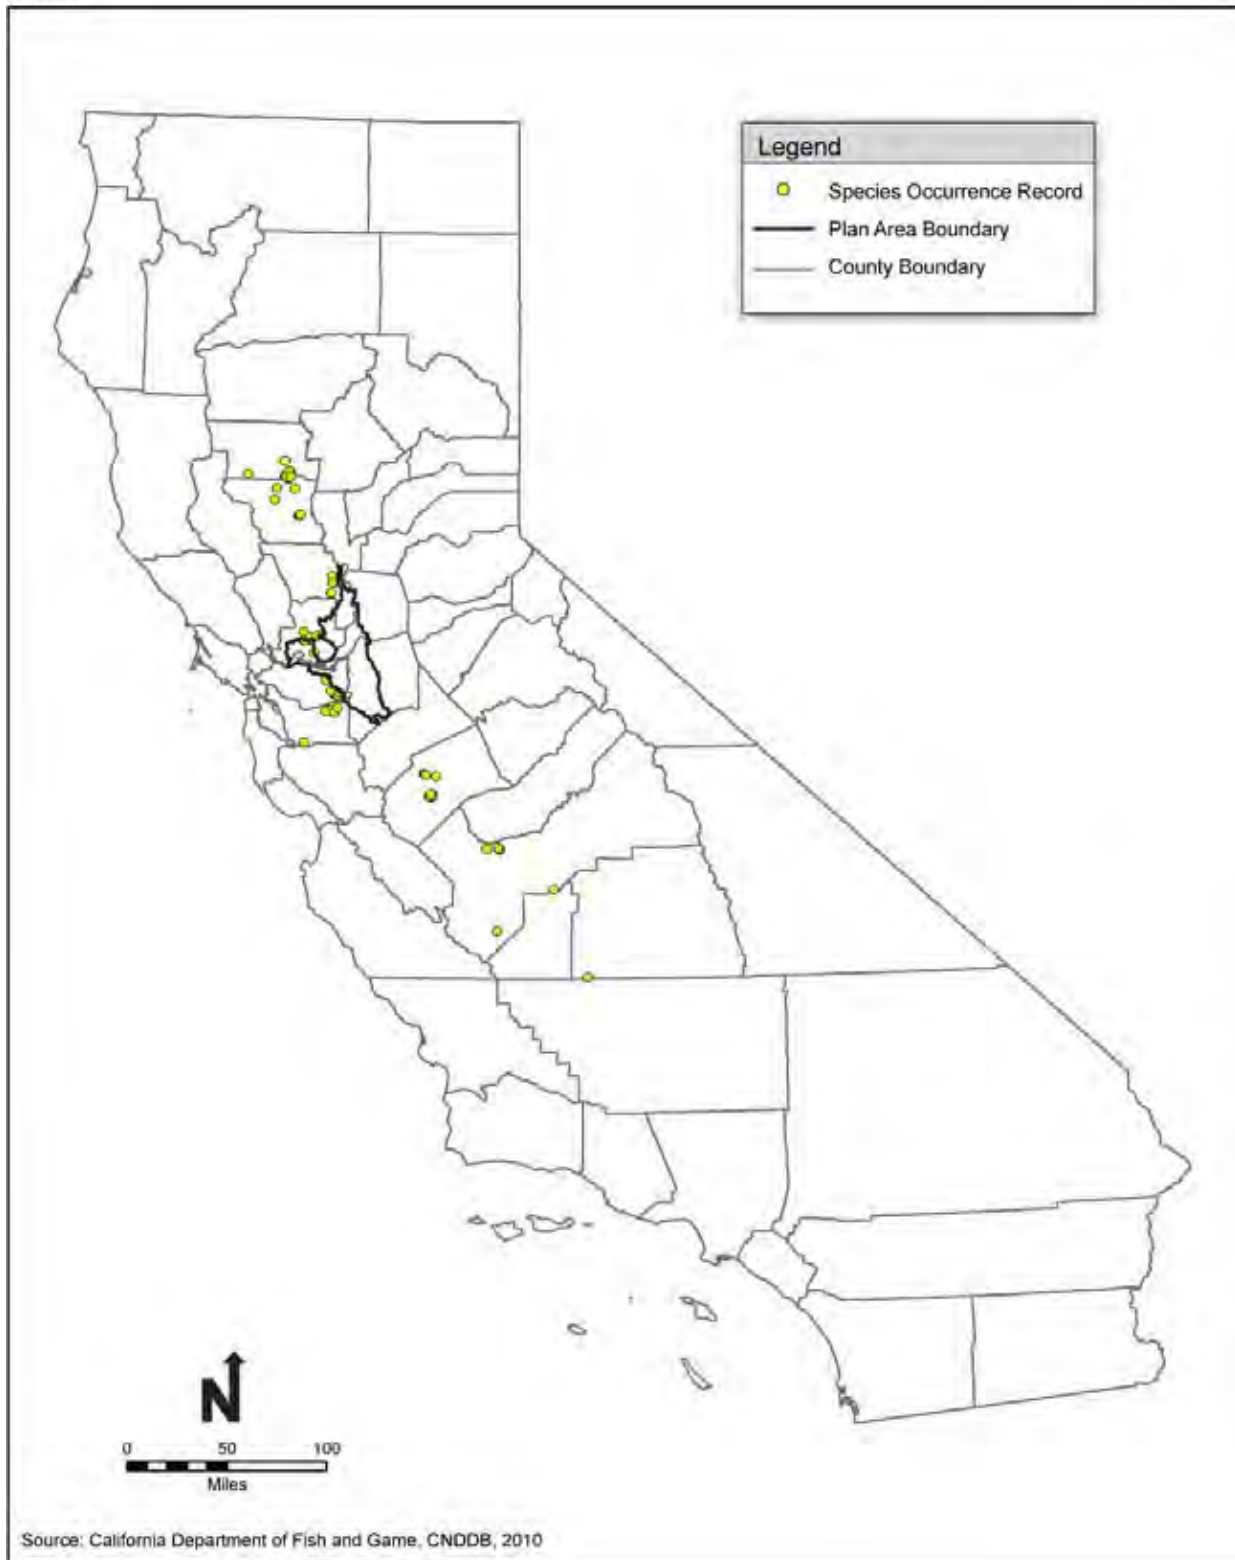 Legend
Species Occurrence Record
Plan Area Boundary
County Boundary
N
0 50 100
Miles
Source: California Department of Fish and Game, CNDDB, 2010